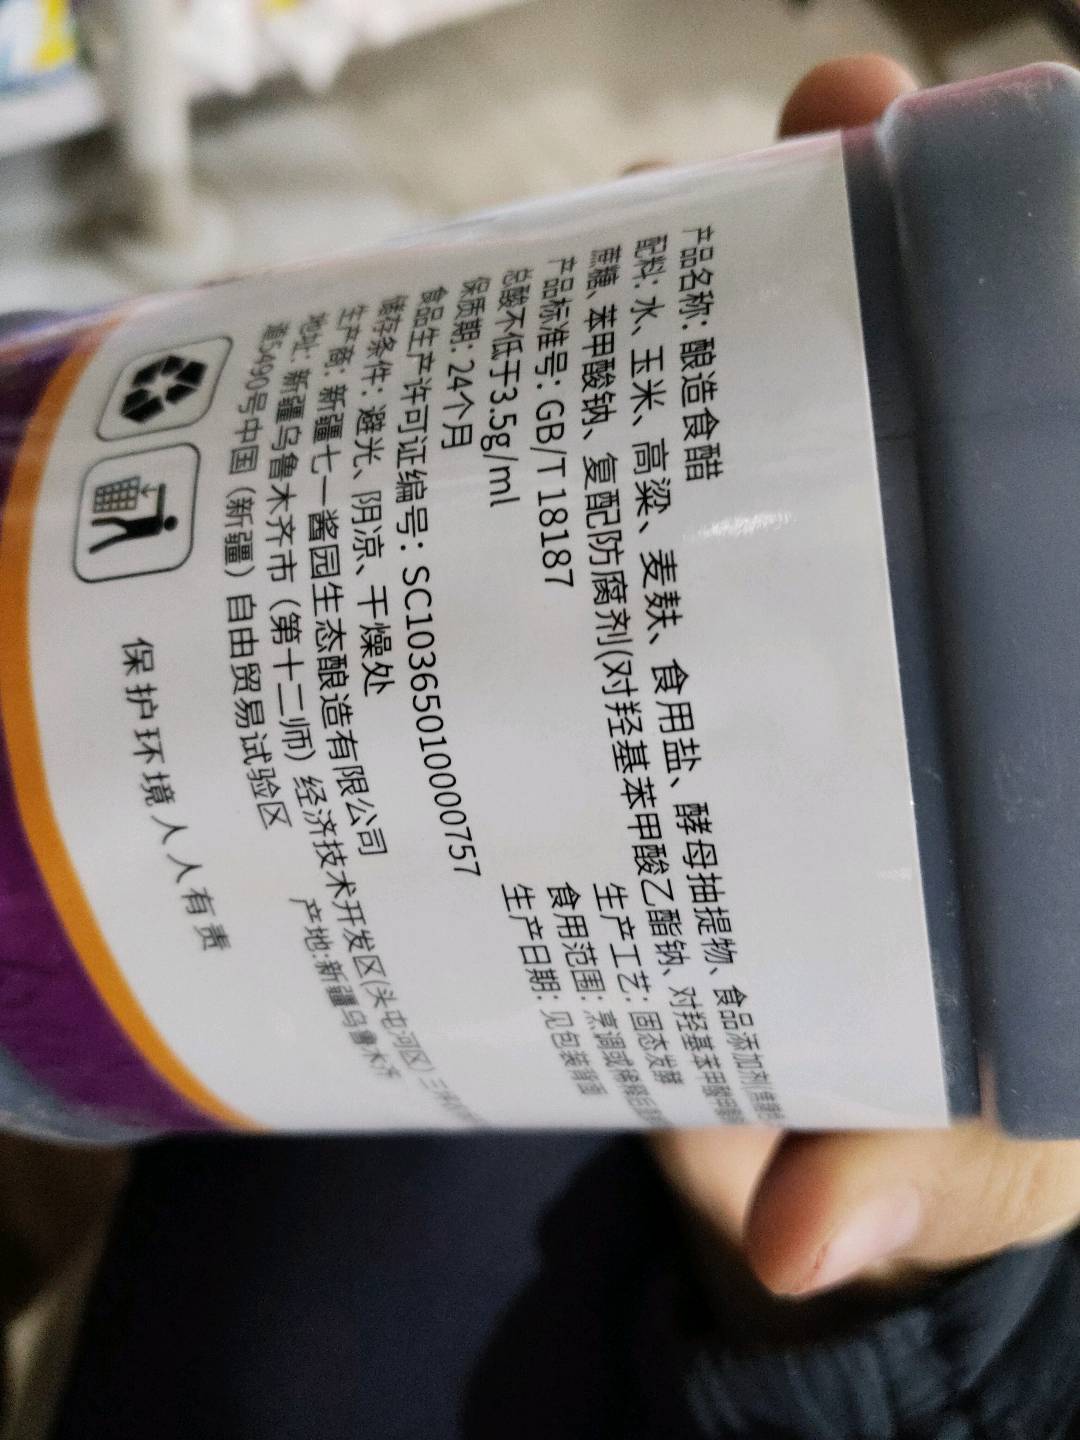 产品名称: 酿造食醋
配料: 水、玉米、高粱、麦麸、食用盐、酵母抽提物、食品添加剂(
蔗糖、苯甲酸钠、复配防腐剂(对羟基苯甲酸乙酯钠、对羟基苯甲酸甲酯
产品标准号: GB/T 18187
生产工艺: 固态发酵
总酸不低于3.5g/ml
食用范围: 烹调或佐餐
保质期: 24个月
生产日期: 见包装背面
食品生产许可证编号: SC10365010000757
储存条件: 避光、阴凉、干燥处
生产商: 新疆七一酱园生态酿造有限公司
地址: 新疆乌鲁木齐市（第十二师）经济技术开发区(头屯河区)
道5490号中国（新疆）自由贸易试验区
产地:新疆乌鲁木齐
保护环境人人有责